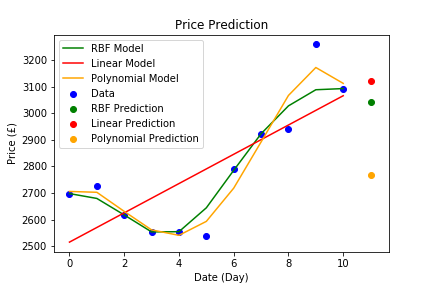 Price Prediction
Price (£)
3200
3100
3000
2900
2800
2700
2600
2500
RBF Model
Linear Model
Polynomial Model
Data
RBF Prediction
Linear Prediction
Polynomial Prediction
0 2 4 6 8 10
Date (Day)